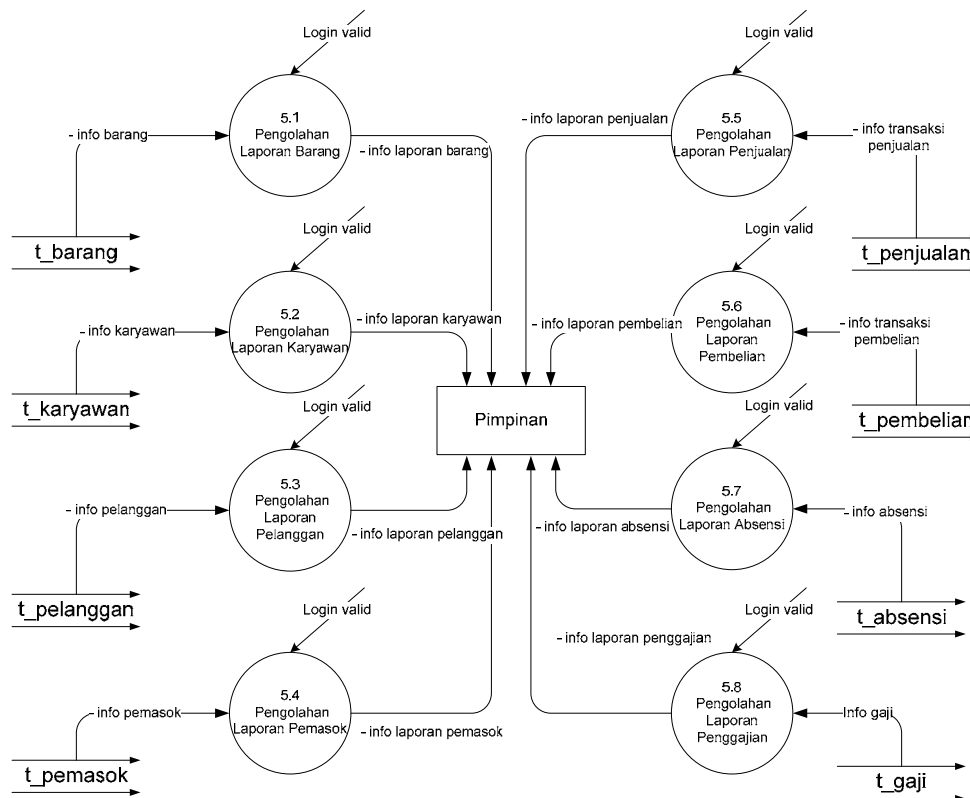 Login valid
5.1
Pengolahan
Laporan Barang
- info barang
- info laporan barang
t_barang
Login valid
5.2
Pengolahan
Laporan Karyawan
- info karyawan
- info laporan karyawan
t_karyawan
Login valid
5.3
Pengolahan
Laporan
Pelanggan
- info pelanggan
- info laporan pelanggan
t_pelanggan
Login valid
5.4
Pengolahan
Laporan Pemasok
- info pemasok
- info laporan pemasok
t_pemasok
Pimpinan
Login valid
5.5
Pengolahan
Laporan Penjualan
- info laporan penjualan
- info transaksi
penjualan
t_penjualan
Login valid
5.6
Pengolahan
Laporan
Pembelian
- info laporan pembelian
- info transaksi
pembelian
t_pembelian
Login valid
5.7
Pengolahan
Laporan Absensi
- info laporan absensi
- info absensi
t_absensi
Login valid
5.8
Pengolahan
Laporan
Penggajian
- info laporan penggajian
Info gaji
t_gaji